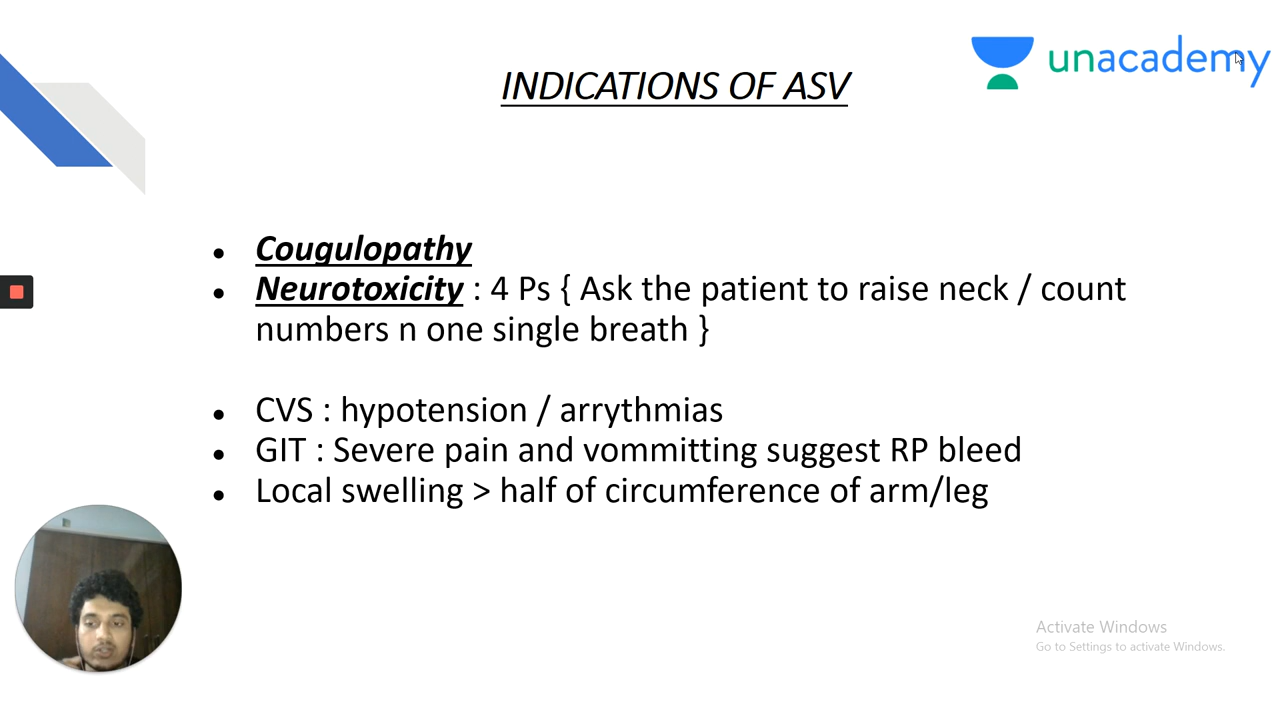 unacademy
INDICATIONS OF ASV
• Cougulopathy
• Neurotoxicity : 4 Ps { Ask the patient to raise neck / count
numbers n one single breath }
• CVS : hypotension / arrythmias
• GIT : Severe pain and vommitting suggest RP bleed
• Local swelling > half of circumference of arm/leg
Activate Windows
Go to Settings to activate Windows.